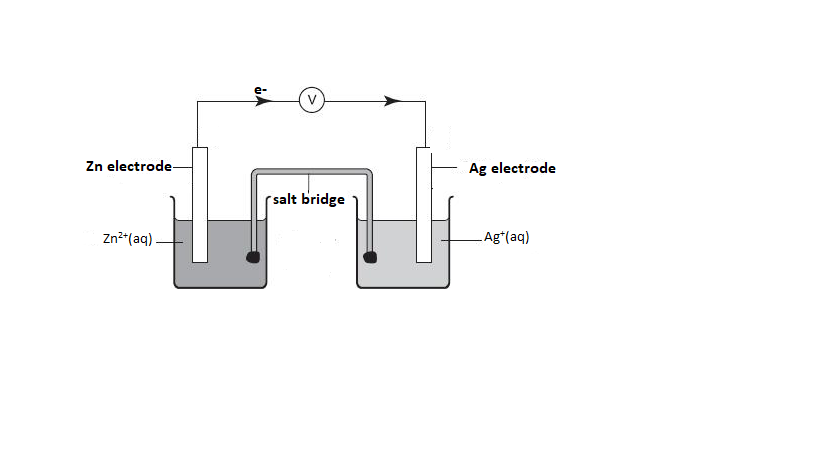 e-
V
Zn electrode
Ag electrode
salt bridge
Zn²⁺(aq)
Ag⁺(aq)